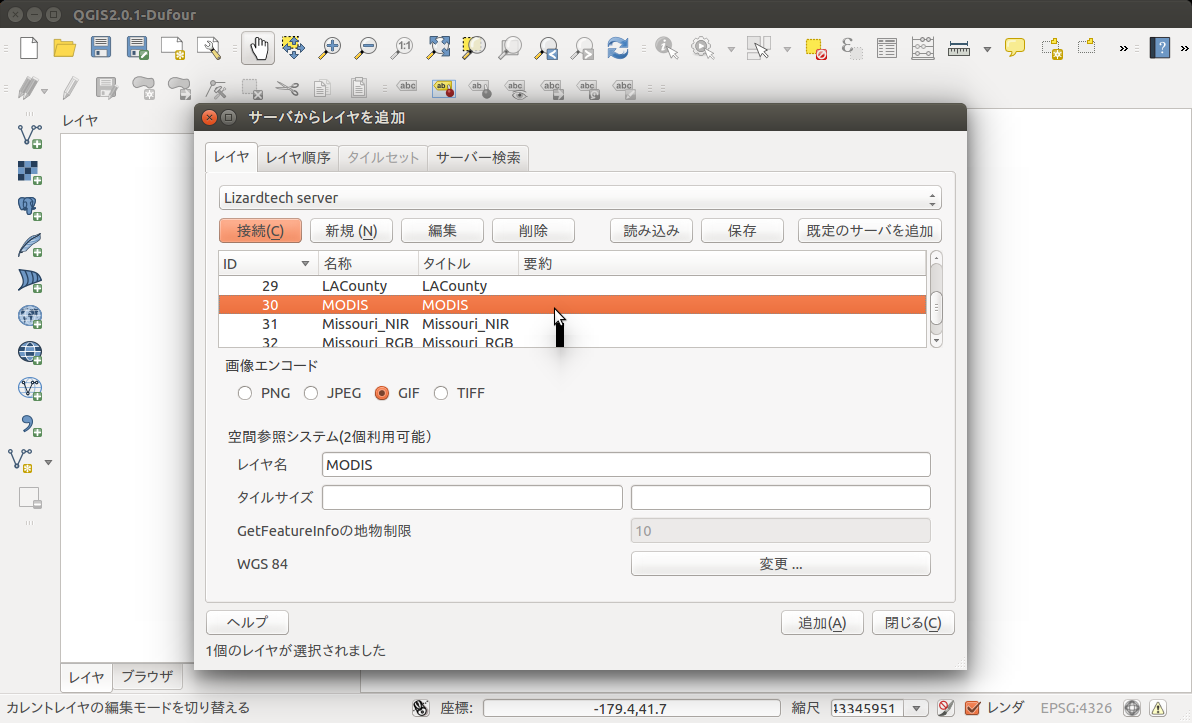 QGIS2.0.1-Dufour
レイヤ
サーバからレイヤを追加
レイヤ レイヤ順序 タイルセット サーバー検索
Lizardtech server
接続(C) 新規 (N) 編集 削除 読み込み 保存 既定のサーバを追加
ID 名称 タイトル 要約
29 LACounty LACounty
30 MODIS MODIS
31 Missouri_NIR Missouri_NIR
32 Missouri_RGB Missouri_RGB
画像エンコード
PNG JPEG GIF TIFF
空間参照システム(2個利用可能)
レイヤ名 MODIS
タイルサイズ
GetFeatureInfoの地物制限 10
WGS 84 変更 ...
ヘルプ 追加(A) 閉じる(C)
1個のレイヤが選択されました
レイヤ ブラウザ
カレントレイヤの編集モードを切り替える 座標: -179.4,41.7 縮尺 43345951 レンダ EPSG:4326